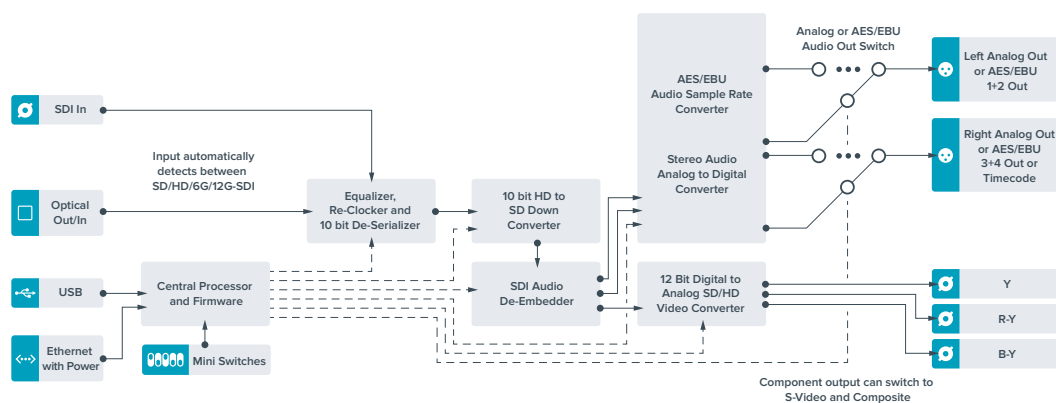 Analog or AES/EBU
Audio Out Switch
SDI In
Input automatically
detects between
SD/HD/6G/12G-SDI
Optical
Out/In
Equalizer,
Re-Clocker and
10 bit De-Serializer
10 bit HD to
SD Down
Converter
AES/EBU
Audio Sample Rate
Converter
Stereo Audio
Analog to Digital
Converter
Left Analog Out
or AES/EBU
1+2 Out
Right Analog Out
or AES/EBU
3+4 Out or
Timecode
USB
Central Processor
and Firmware
SDI Audio
De-Embedder
12 Bit Digital to
Analog SD/HD
Video Converter
Y
R-Y
B-Y
Ethernet
with Power
Mini Switches
Component output can switch to
S-Video and Composite